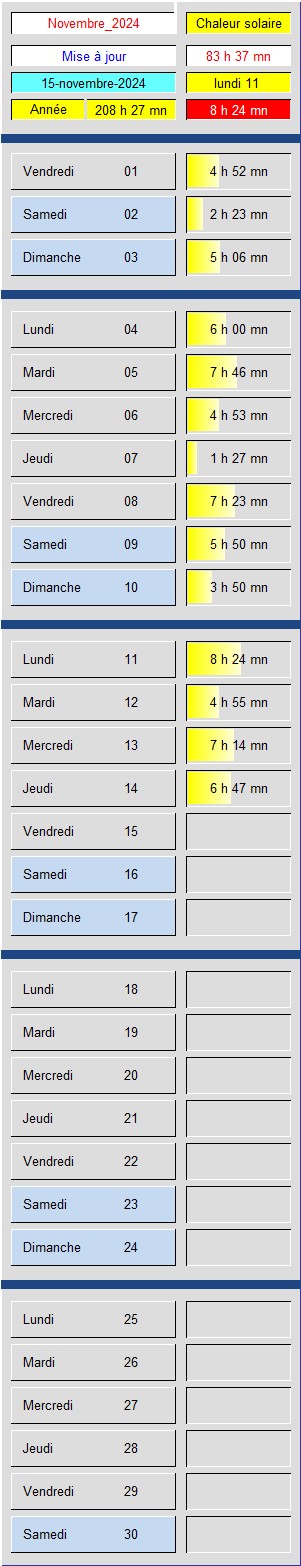 Novembre_2024 Chaleur solaire
Mise à jour 83 h 37 mn
15-novembre-2024 lundi 11
Année 208 h 27 mn 8 h 24 mn
Vendredi 01 4 h 52 mn
Samedi 02 2 h 23 mn
Dimanche 03 5 h 06 mn
Lundi 04 6 h 00 mn
Mardi 05 7 h 46 mn
Mercredi 06 4 h 53 mn
Jeudi 07 1 h 27 mn
Vendredi 08 7 h 23 mn
Samedi 09 5 h 50 mn
Dimanche 10 3 h 50 mn
Lundi 11 8 h 24 mn
Mardi 12 4 h 55 mn
Mercredi 13 7 h 14 mn
Jeudi 14 6 h 47 mn
Vendredi 15
Samedi 16
Dimanche 17
Lundi 18
Mardi 19
Mercredi 20
Jeudi 21
Vendredi 22
Samedi 23
Dimanche 24
Lundi 25
Mardi 26
Mercredi 27
Jeudi 28
Vendredi 29
Samedi 30